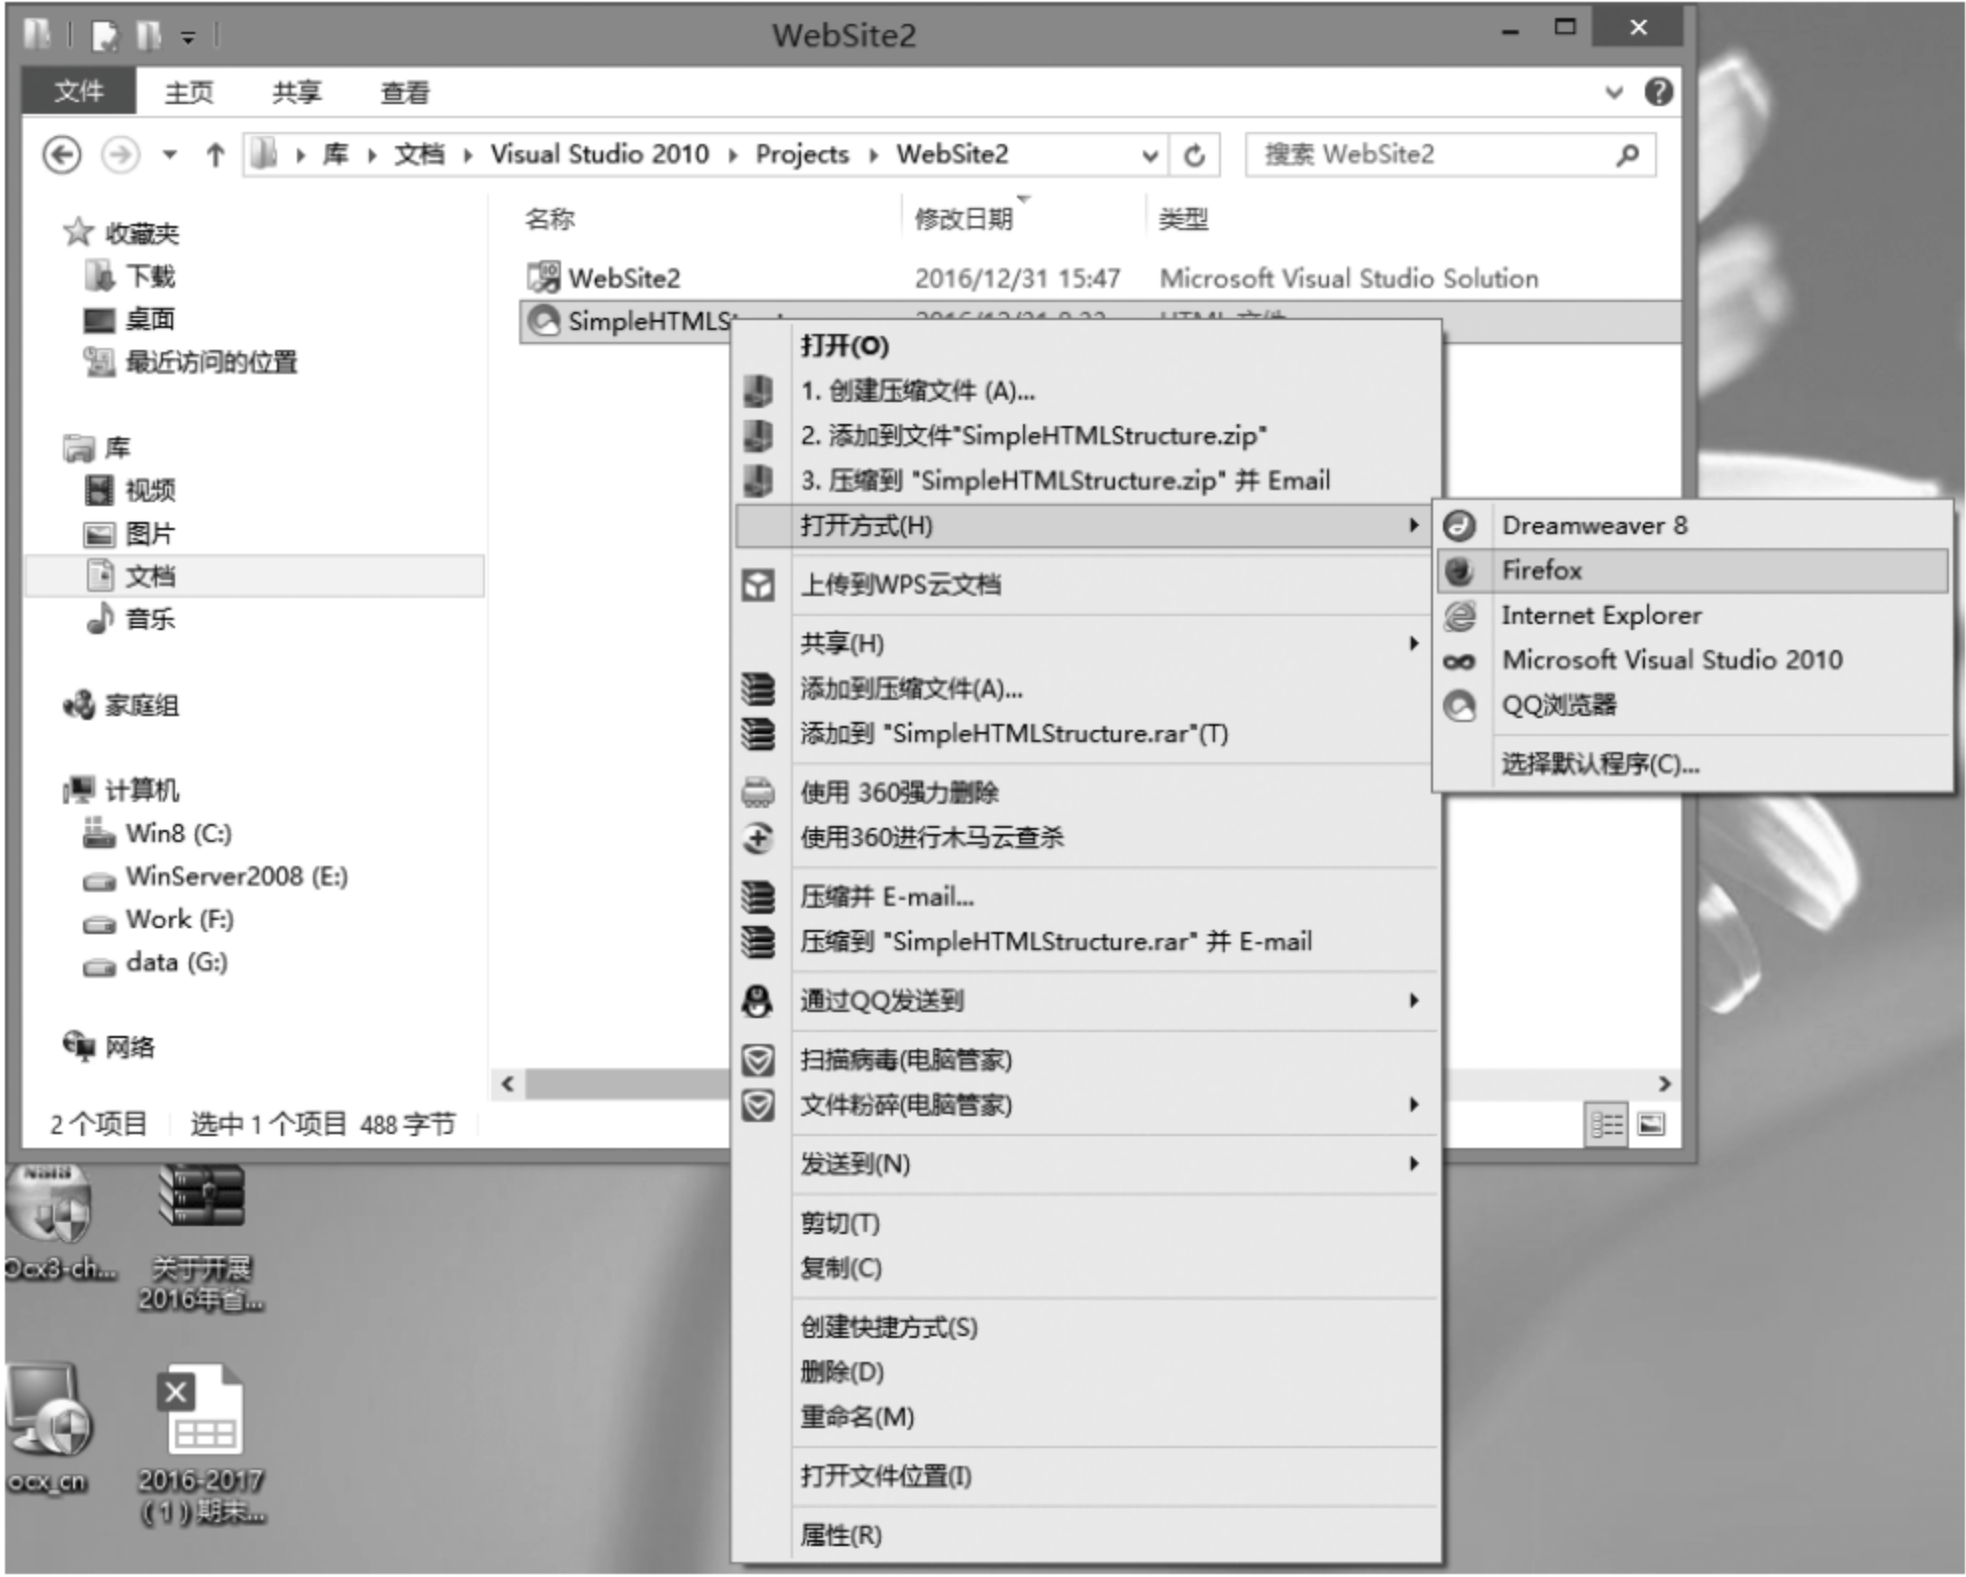 WebSite2
文件 主页 共享 查看
库 文档 Visual Studio 2010 Projects WebSite2 搜索 WebSite2
名称 修改日期 类型
WebSite2 2016/12/31 15:47 Microsoft Visual Studio Solution
SimpleHTMLS
收藏夹
下载
桌面
最近访问的位置
库
视频
图片
文档
音乐
家庭组
计算机
Win8 (C:)
WinServer2008 (E:)
Work (F:)
data (G:)
网络
2 个项目 选中 1 个项目 488 字节
打开(O)
1. 创建压缩文件 (A)...
2. 添加到文件"SimpleHTMLStructure.zip"
3. 压缩到 "SimpleHTMLStructure.zip" 并 Email
打开方式(H)
上传到WPS云文档
共享(H)
添加到压缩文件(A)...
添加到 "SimpleHTMLStructure.rar"(T)
使用 360强力删除
使用360进行木马云查杀
压缩并 E-mail...
压缩到 "SimpleHTMLStructure.rar" 并 E-mail
通过QQ发送到
扫描病毒(电脑管家)
文件粉碎(电脑管家)
发送到(N)
剪切(T)
复制(C)
创建快捷方式(S)
删除(D)
重命名(M)
打开文件位置(I)
属性(R)
Dreamweaver 8
Firefox
Internet Explorer
Microsoft Visual Studio 2010
QQ浏览器
选择默认程序(C)...
Ocx3-ch...
关于开展
2016年省...
ocx_cn
2016-2017
(1)期末...